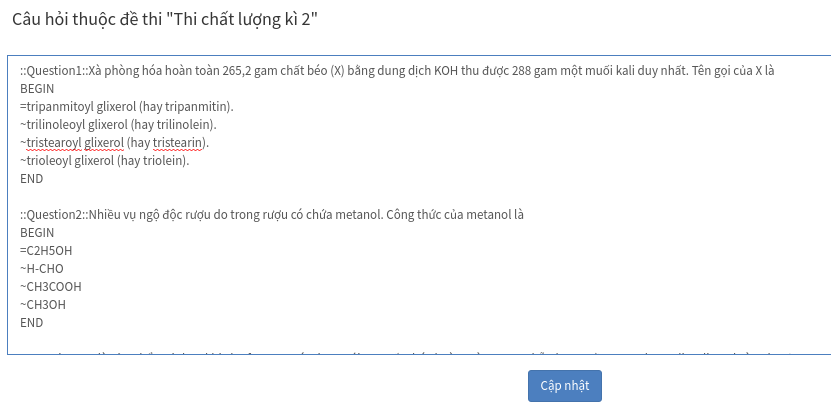 Câu hỏi thuộc đề thi "Thi chất lượng kì 2"
::Question1::Xà phòng hóa hoàn toàn 265,2 gam chất béo (X) bằng dung dịch KOH thu được 288 gam một muối kali duy nhất. Tên gọi của X là
BEGIN
=tripanmitoyl glixerol (hay tripanmitin).
~trilinoleoyl glixerol (hay trilinolein).
~tristearoyl glixerol (hay tristearin).
~trioleoyl glixerol (hay triolein).
END
::Question2::Nhiều vụ ngộ độc rượu do trong rượu có chứa metanol. Công thức của metanol là
BEGIN
=C2H5OH
~H-CHO
~CH3COOH
~CH3OH
END
Cập nhật